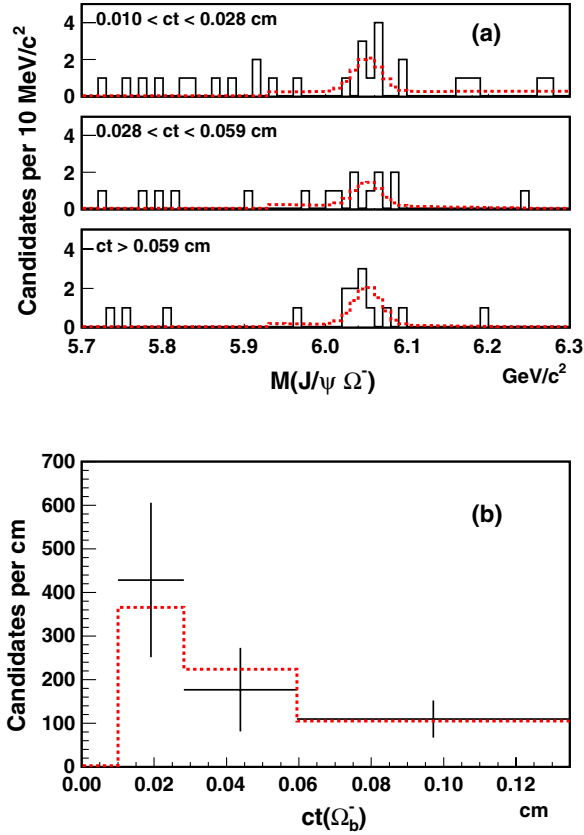 Candidates per 10 MeV/c²
0.010 < ct < 0.028 cm
(a)
4
2
0
0.028 < ct < 0.059 cm
4
2
0
ct > 0.059 cm
4
2
0
5.7 5.8 5.9 6.0 6.1 6.2 6.3
M(J/ψ Ω⁻)
GeV/c²
Candidates per cm
(b)
700
600
500
400
300
200
100
0
0.00 0.02 0.04 0.06 0.08 0.10 0.12
ct(Ω_b⁻)
cm